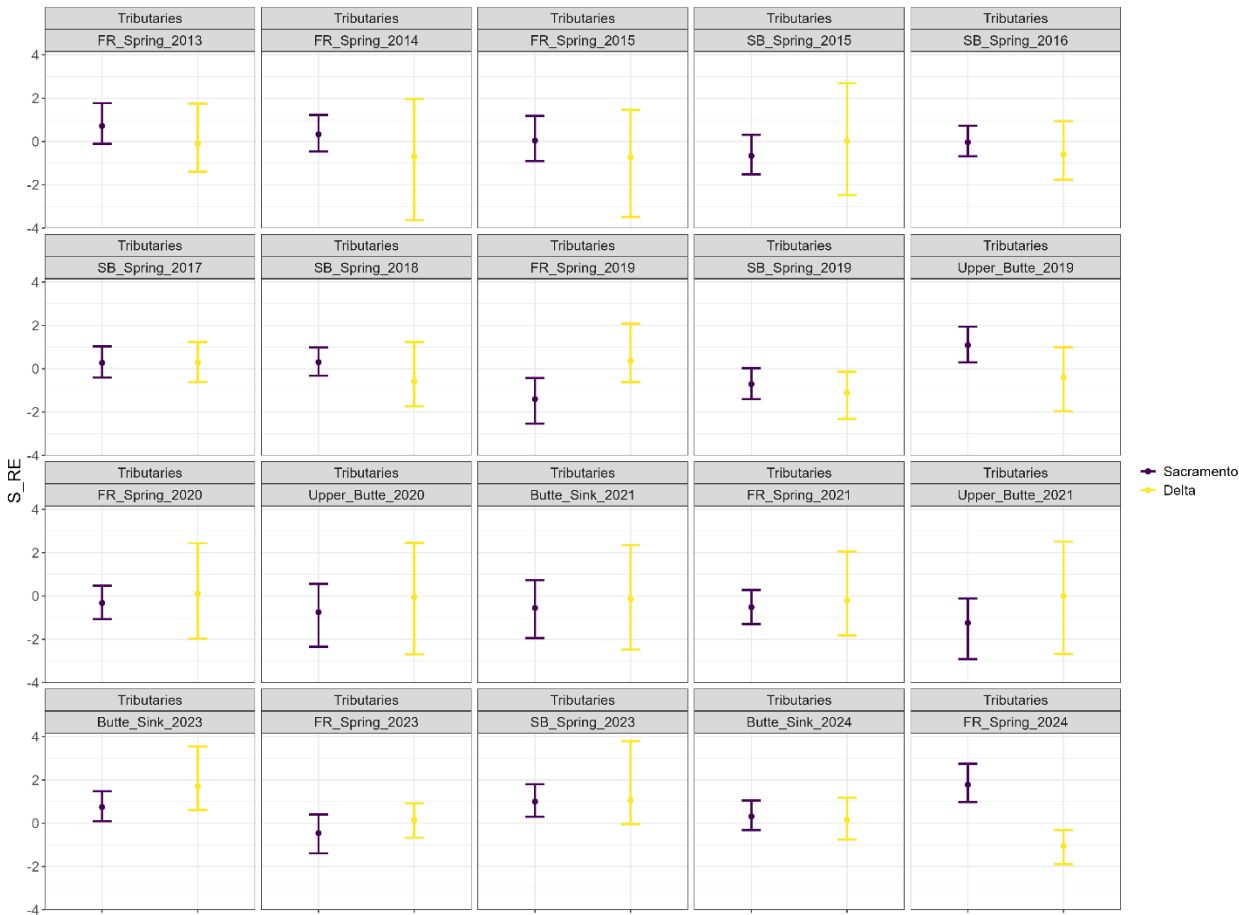 Tributaries Tributaries Tributaries Tributaries Tributaries
FR_Spring_2013 FR_Spring_2014 FR_Spring_2015 SB_Spring_2015 SB_Spring_2016
4
2
0
-2
-4
Tributaries Tributaries Tributaries Tributaries Tributaries
SB_Spring_2017 SB_Spring_2018 FR_Spring_2019 SB_Spring_2019 Upper_Butte_2019
4
2
0
-2
-4
S_RE
Tributaries Tributaries Tributaries Tributaries Tributaries
FR_Spring_2020 Upper_Butte_2020 Butte_Sink_2021 FR_Spring_2021 Upper_Butte_2021
4
2
0
-2
-4
Tributaries Tributaries Tributaries Tributaries Tributaries
Butte_Sink_2023 FR_Spring_2023 SB_Spring_2023 Butte_Sink_2024 FR_Spring_2024
4
2
0
-2
-4
Sacramento
Delta